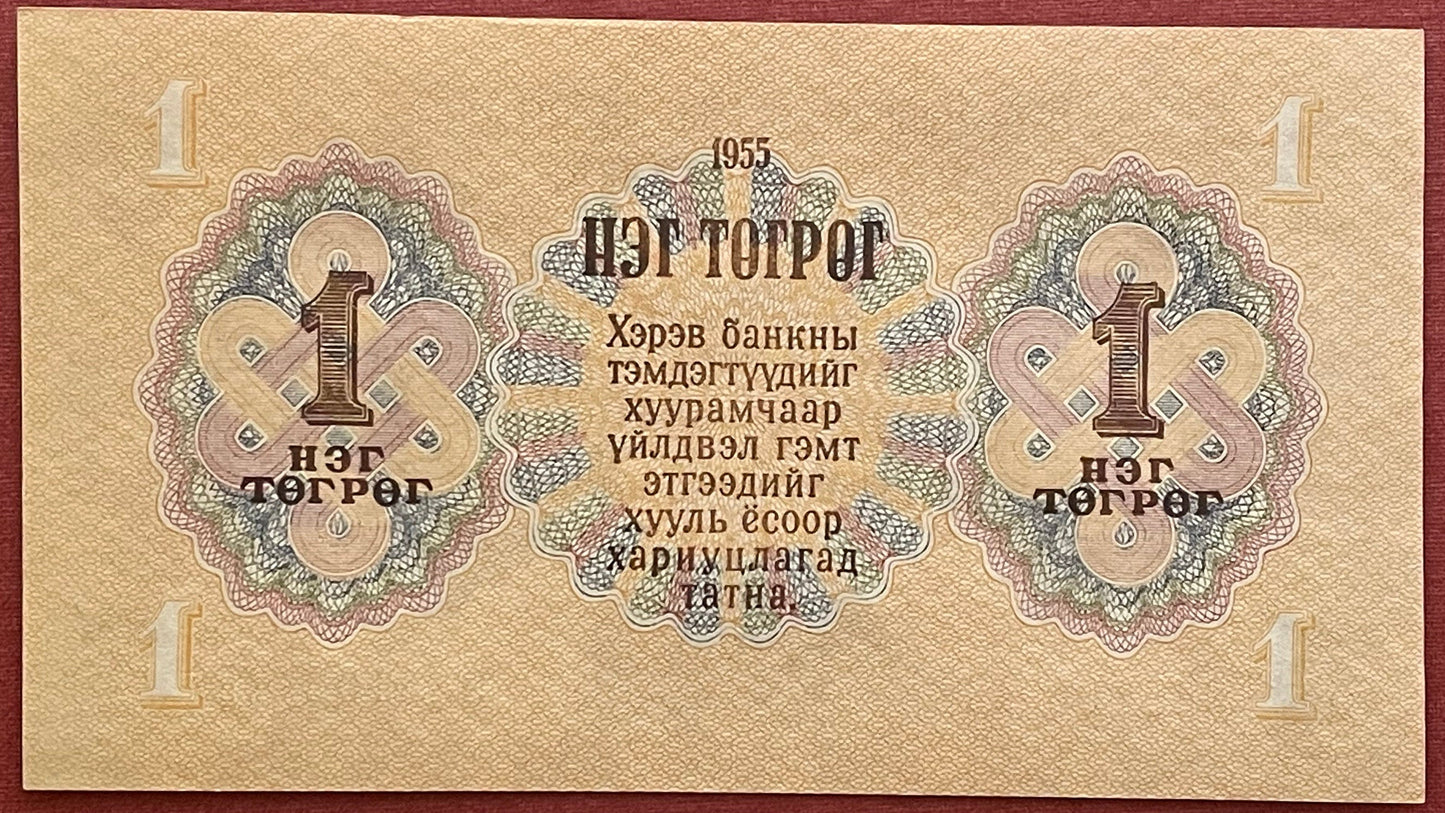 1
1
1955
НЭГ ТӨГРӨГ
Хэрэв банкны
тэмдэгтүүдийг
хуурамчаар
үйлдвэл гэмт
этгээдийг
хууль ёсоор
хариуцлагад
татна.
1
НЭГ
ТӨГРӨГ
1
НЭГ
ТӨГРӨГ
1
1